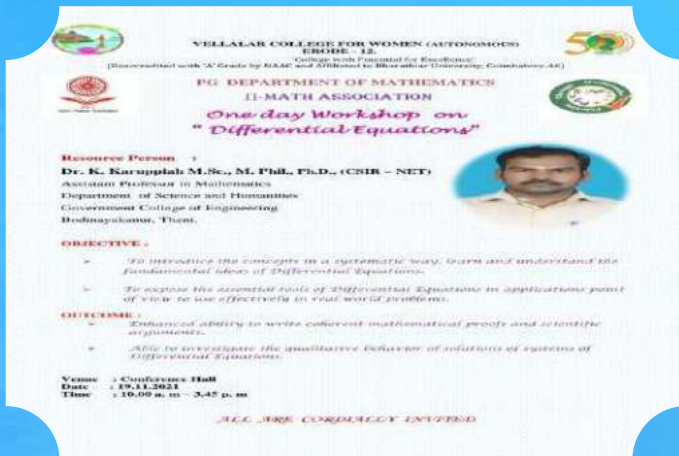 VELLALAR COLLEGE FOR WOMEN (AUTONOMOUS)
ERODE - 12.
'College with Potential for Excellence'
(Reaccredited with 'A' Grade by NAAC and Affiliated to Bharathiar University, Coimbatore-46)
PG DEPARTMENT OF MATHEMATICS
Π-MATH ASSOCIATION
One day Workshop on
" Differential Equations"
Resource Person :
Dr. K. Karuppiah M.Sc., M. Phil., Ph.D., (CSIR – NET)
Assistant Professor in Mathematics
Department of Science and Humanities
Government College of Engineering
Bodinayakanur, Theni.
OBJECTIVE :
To introduce the concepts in a systematic way, learn and understand the
fundamental ideas of Differential Equations.
To expose the essential tools of Differential Equations in applications point
of view to use effectively in real world problems.
OUTCOME :
Enhanced ability to write coherent mathematical proofs and scientific
arguments.
Able to investigate the qualitative behavior of solutions of systems of
Differential Equations.
Venue : Conference Hall
Date : 19.11.2021
Time : 10.00 a. m – 3.45 p. m
ALL ARE CORDIALLY INVITED